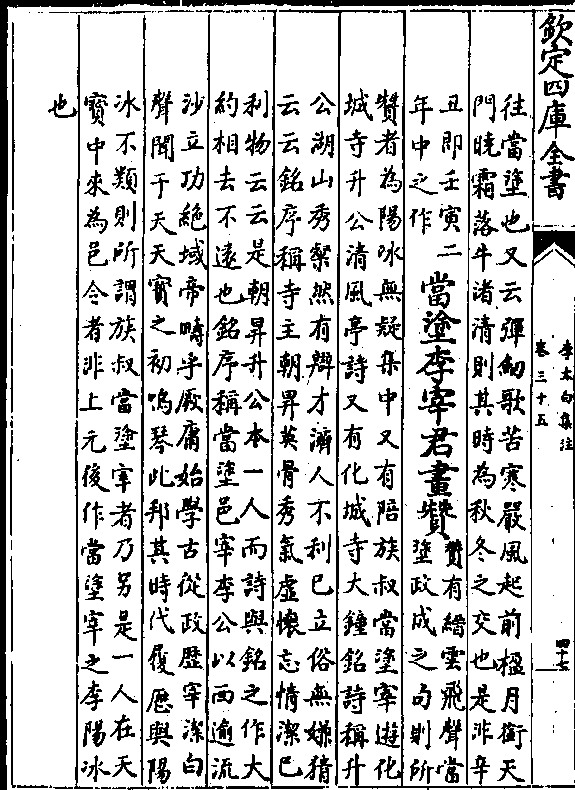 欽定四庫全書
李太白集注
卷三十五
四十七
往當塗也又云彈劍歌苦寒嚴風起前楹月銜天
門曉霜落牛渚清則其時為秋冬之交也是非辛
丑即壬寅二
年中之作
當塗李宰君畫贊
贊有縉雲飛聲當
塗政成之句則所
贊者為陽冰無疑集中又有陪族叔當塗宰遊化
城寺升公清風亭詩又有化城寺大鐘銘詩稱升
公湖山秀粲然有辯才濟人不利已立俗無嫌猜
云云銘序稱寺主朝昇英骨秀氣虛懷忘情潔已
利物云云是朝昇升公本一人而詩與銘之作大
約相去不遠也銘序稱當塗邑宰李公以西逾流
沙立功絕域帝疇乎厥庸始學古從政歷宰潔白
聲聞于天天寶之初鳴琴此邦其時代履歷與陽
冰不類則所謂族叔當塗宰者乃另是一人在天
寶中來為邑令者非上元後作當塗宰之李陽冰
也